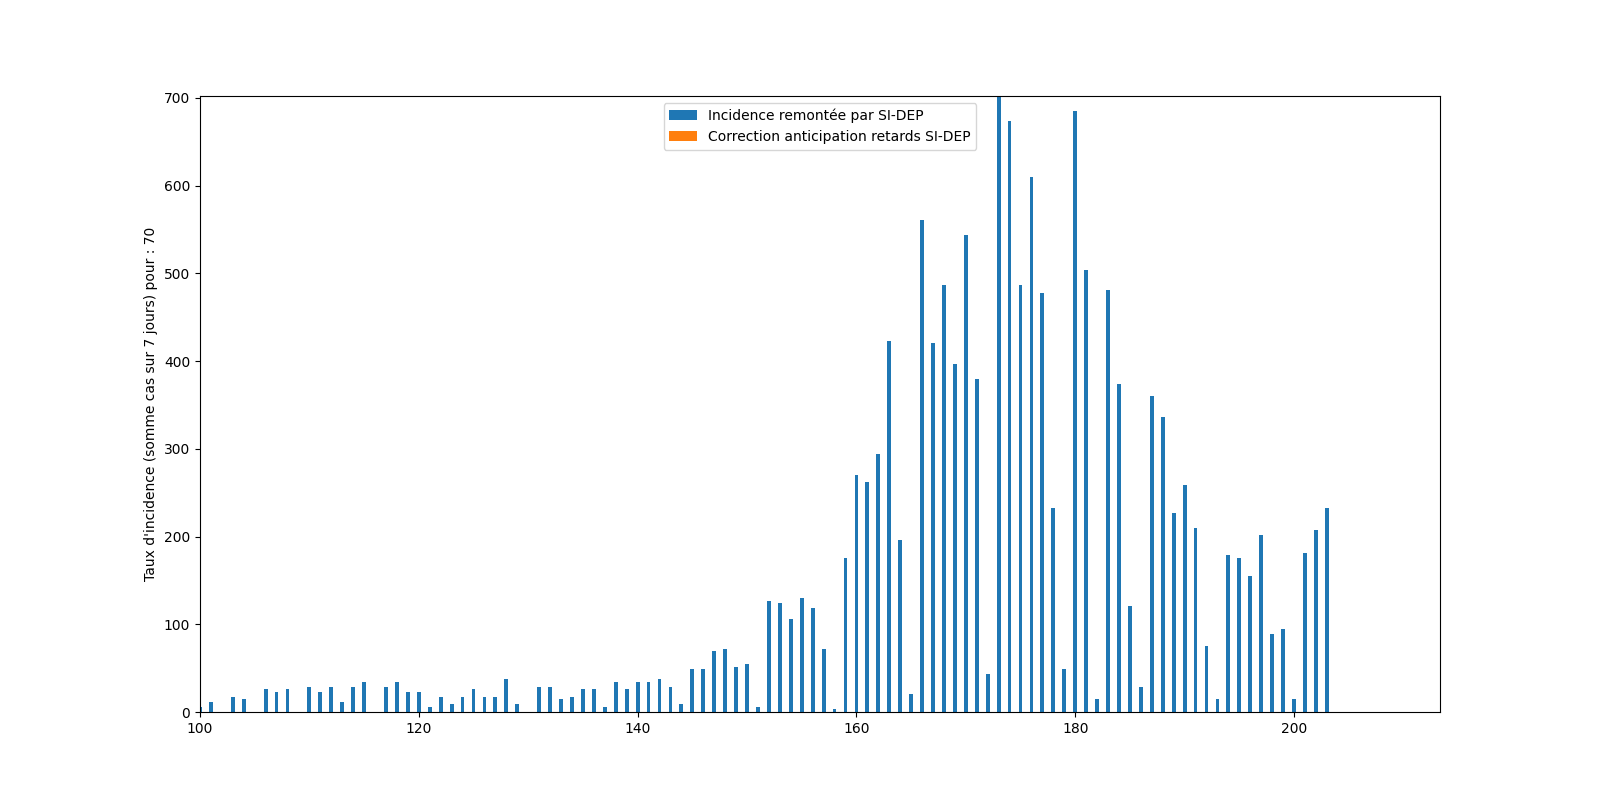 Incidence remontée par SI-DEP
Correction anticipation retards SI-DEP
Taux d'incidence (somme cas sur 7 jours) pour : 70
700
600
500
400
300
200
100
0
100 120 140 160 180 200